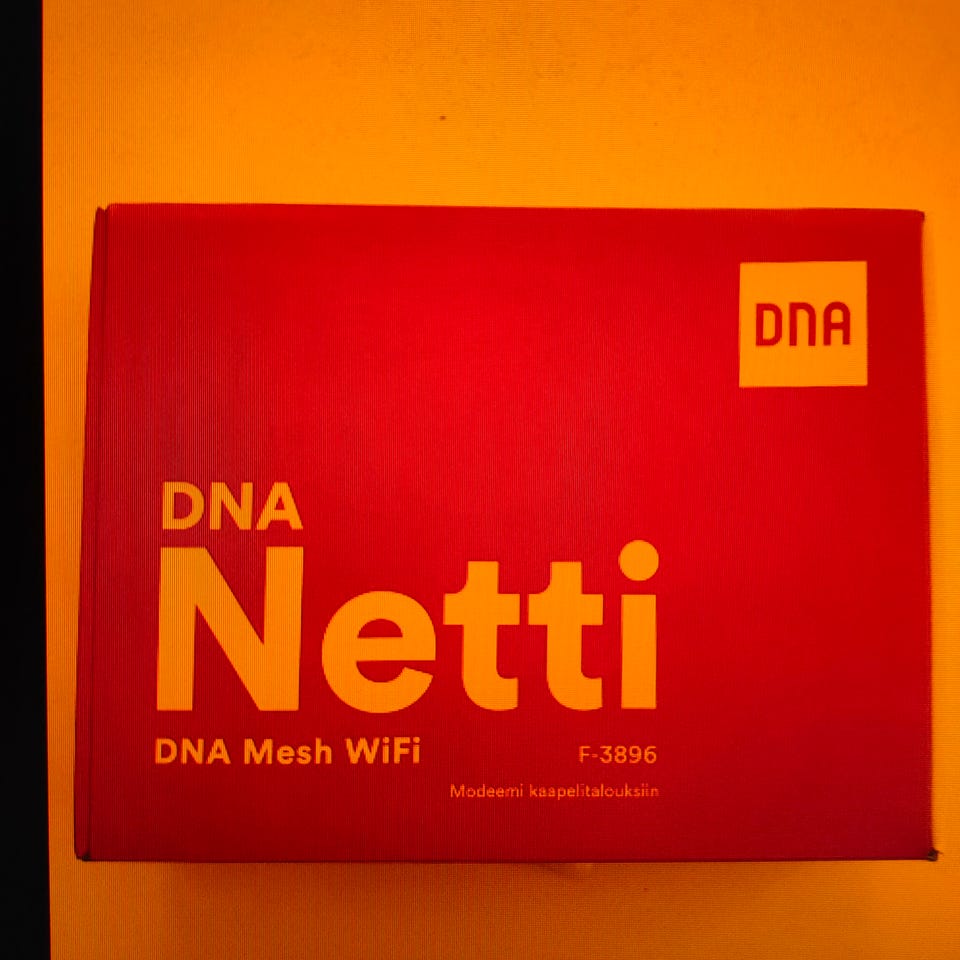 DNA
DNA
Netti
DNA Mesh WiFi
F-3896
Modeemi kaapelitalouksiin